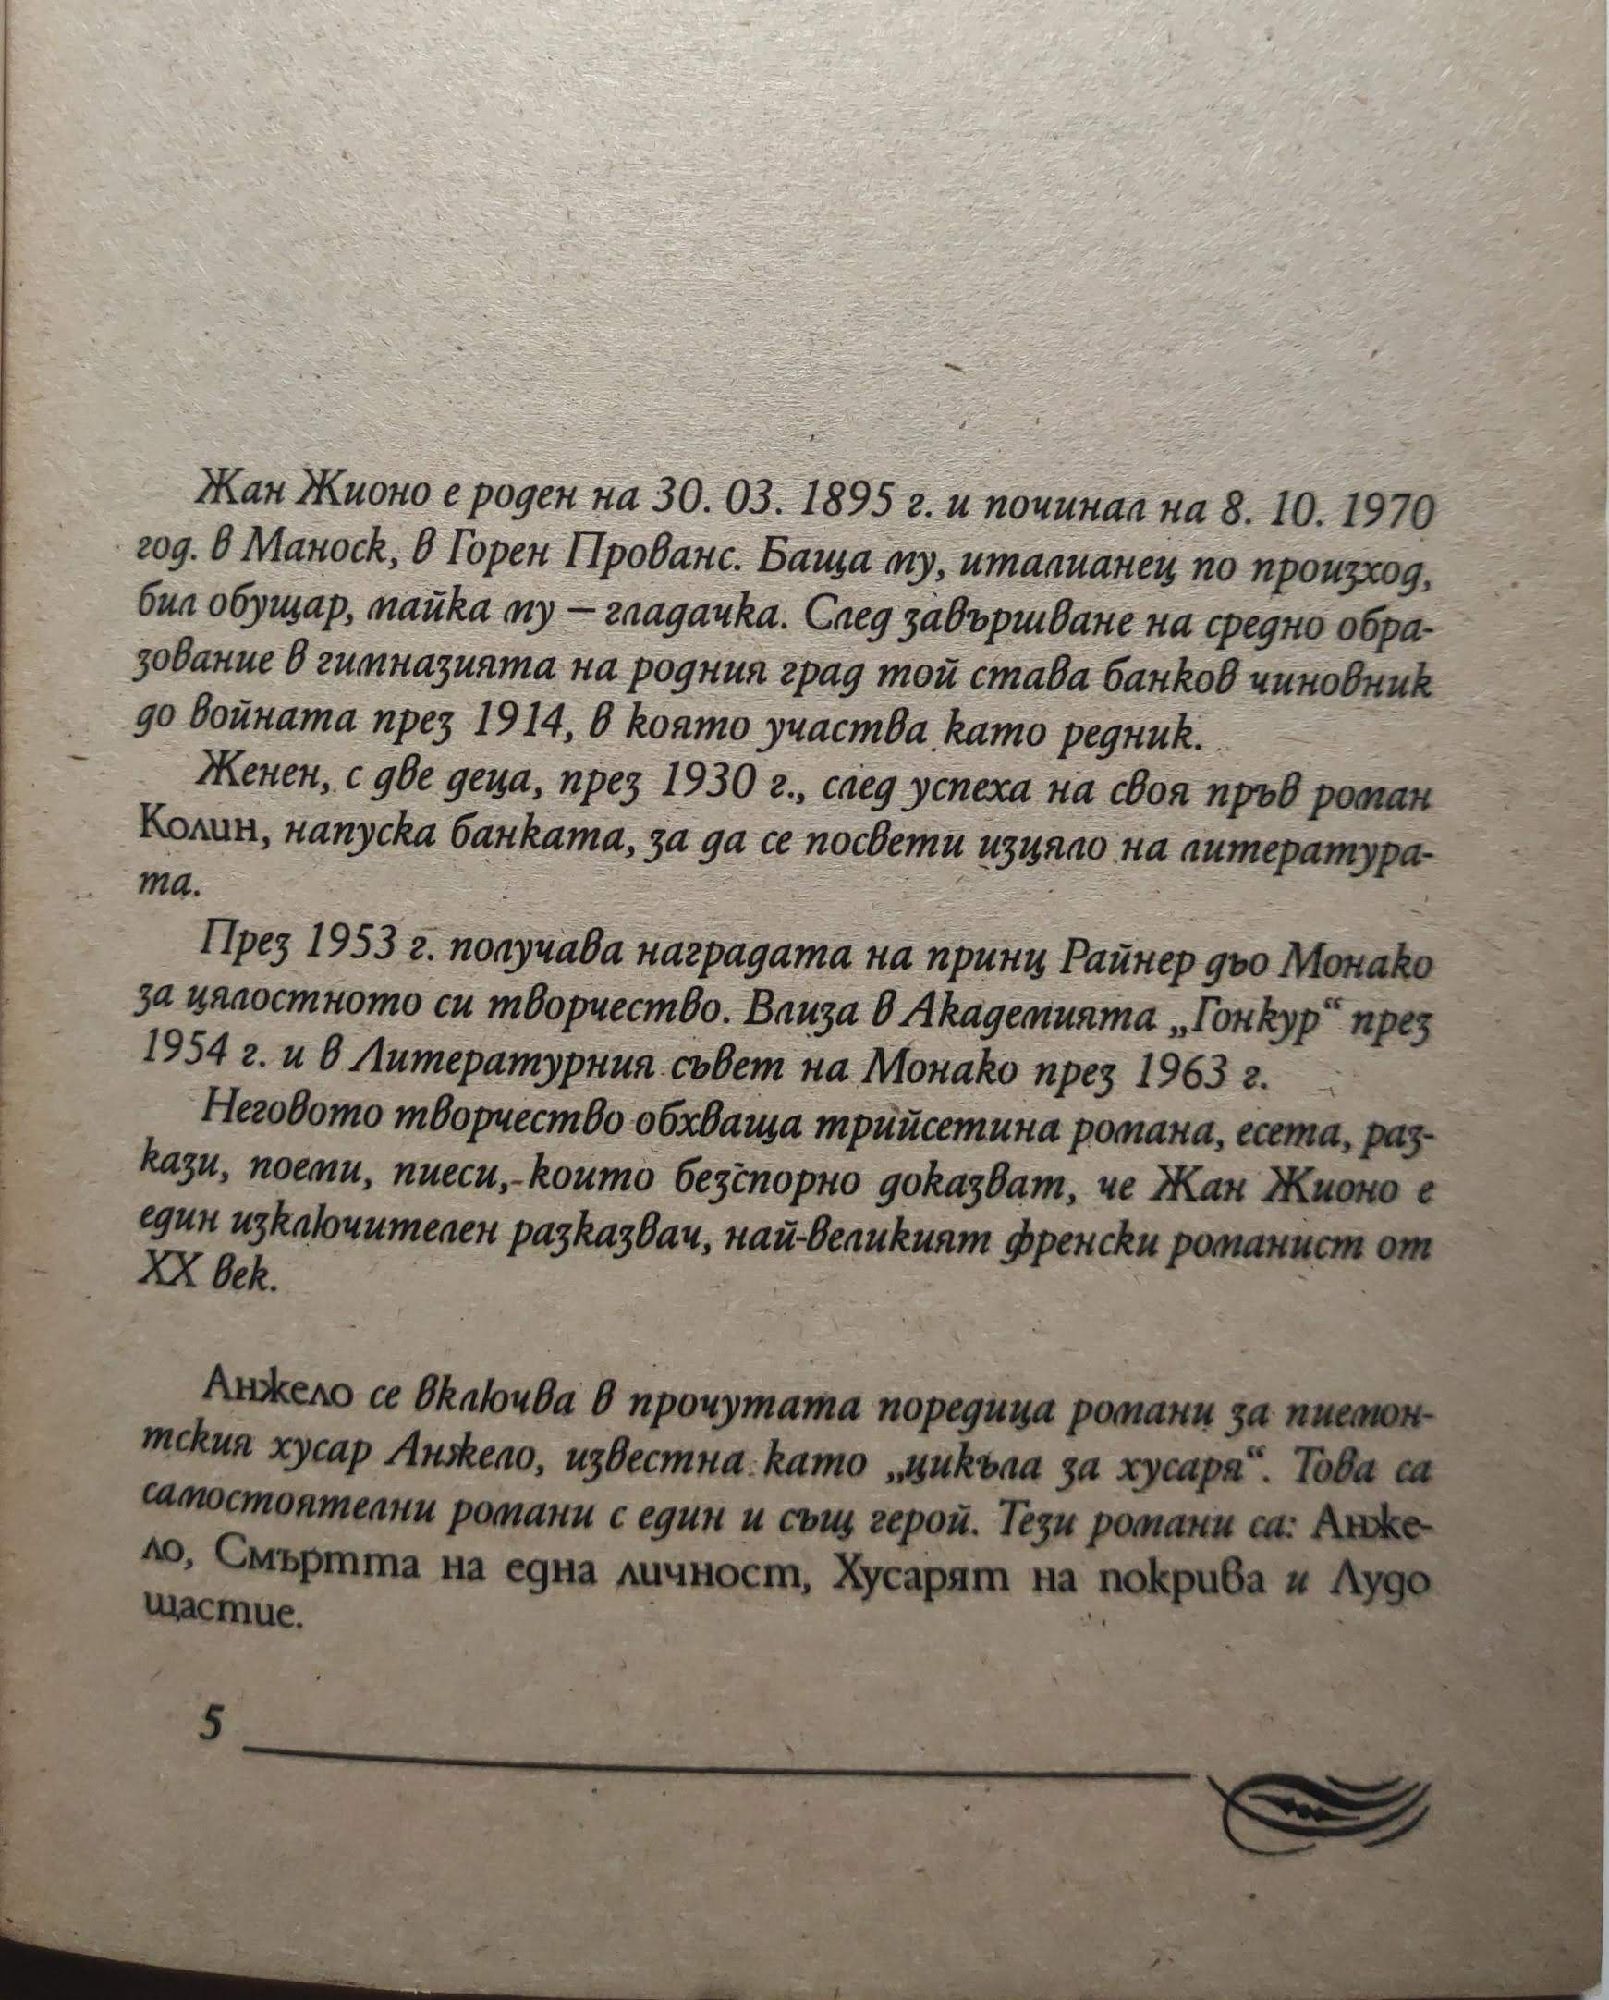 Жан Жионо е роден на 30. 03. 1895 г. и починал на 8. 10. 1970
год. в Маноск, в Горен Прованс. Баща му, италианец по произход,
бил обущар, майка му – гладачка. След завършване на средно обра-
зование в гимназията на родния град той става банков чиновник
до войната през 1914, в която участва като редник.
Женен, с две деца, през 1930 г., след успеха на своя пръв роман
Колин, напуска банката, за да се посвети изцяло на литература-
та.
През 1953 г. получава наградата на принц Райнер дьо Монако
за цялостното си творчество. Влиза в Академията „Гонкур“ през
1954 г. и в Литературния съвет на Монако през 1963 г.
Неговото творчество обхваща трийсетина романа, есета, раз-
кази, поеми, пиеси, които безспорно доказват, че Жан Жионо е
един изключителен разказвач, най-великият френски романист от
XX век.
Анжело се включва в прочутата поредица романи за пиемон-
тския хусар Анжело, известна като „цикъла за хусаря“. Това са
самостоятелни романи с един и същ герой. Тези романи са: Анже-
ло, Смъртта на една личност, Хусарят на покрива и Лудо
щастие.
5